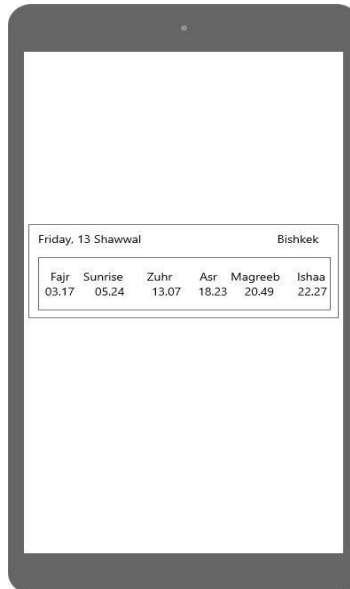 Friday, 13 Shawwal Bishkek
Fajr Sunrise Zuhr Asr Magreeb Ishaa
03.17 05.24 13.07 18.23 20.49 22.27